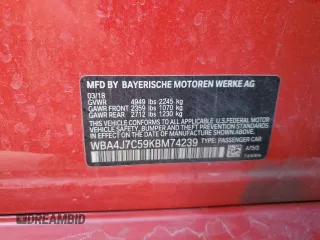 MFD BY BAYERISCHE MOTOREN WERKE AG
03/18
GVWR 4949 lbs 2245 kg
GAWR FRONT 2359 lbs 1070 kg
GAWR REAR 2712 lbs 1230 kg
THIS VEHICLE CONFORMS TO ALL APPLICABLE U.S. FEDERAL MOTOR
VEHICLE SAFETY, BUMPER, AND THEFT PREVENTION STANDARDS
IN EFFECT ON THE DATE OF MANUFACTURE SHOWN ABOVE.
WBA4J7C59KBM74239 TYPE: PASSENGER CAR
A75/3
DREAMBID